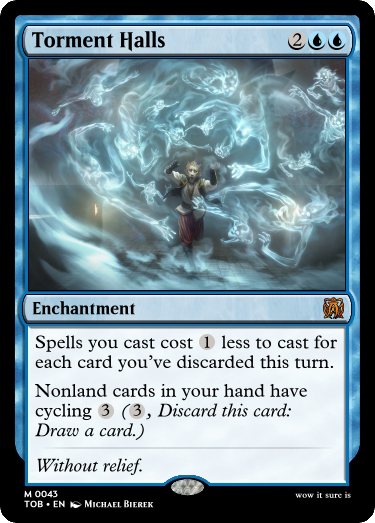 Torment Halls 2
Enchantment
Spells you cast cost 1 less to cast for
each card you've discarded this turn.
Nonland cards in your hand have
cycling 3 (3, Discard this card:
Draw a card.)
Without relief.
M 0043
TOB • EN Michael Bierek
wow it sure is